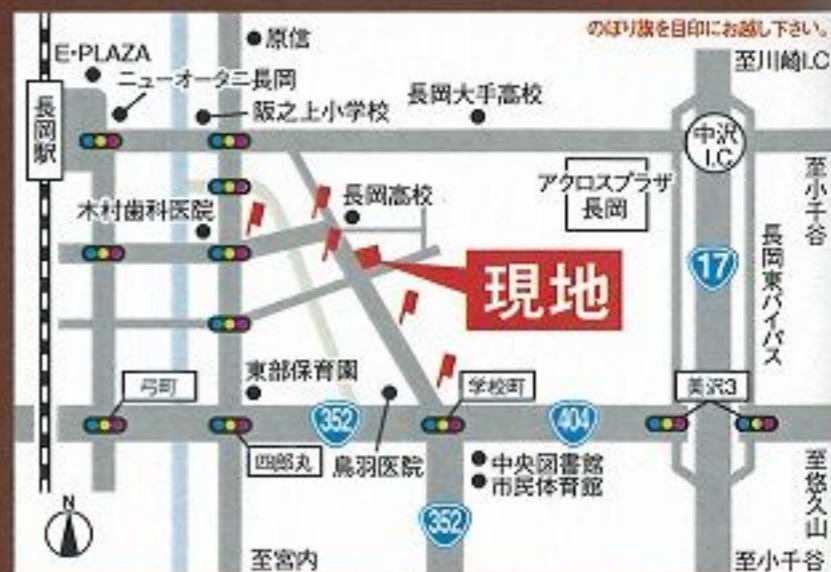 のぼり旗を目印にお越し下さい。
E・PLAZA
原信
至川崎I.C
ニューオータニ長岡
阪之上小学校
長岡大手高校
長岡駅
中沢
I.C.
至小千谷
アクロスプラザ
長岡
木村歯科医院
長岡高校
現地
17
長岡東バイパス
弓町
東部保育園
352
学校町
404
美沢3
四郎丸
鳥羽医院
中央図書館
市民体育館
352
至悠久山
N
至宮内
至小千谷